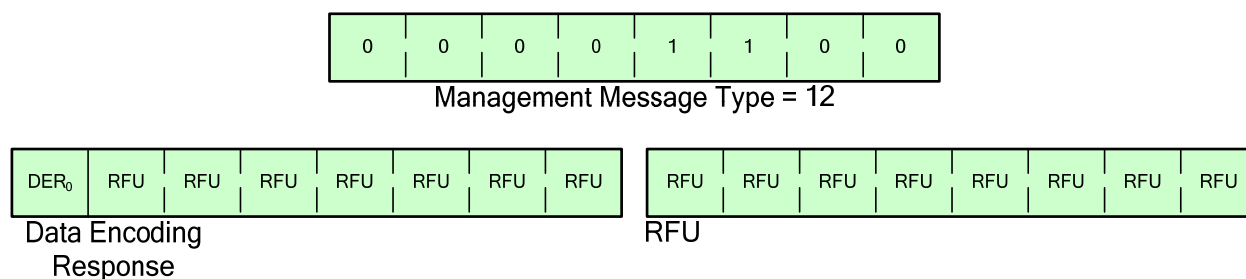 0 0 0 0 1 1 0 0
Management Message Type = 12
DER₀ RFU RFU RFU RFU RFU RFU RFU RFU RFU RFU RFU RFU RFU RFU RFU
Data Encoding RFU
Response